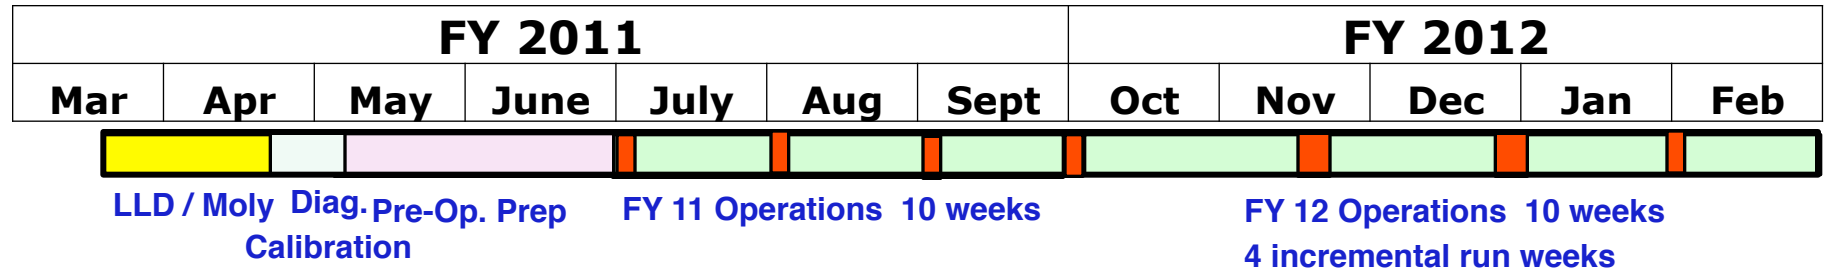 FY 2011 FY 2012
Mar Apr May June July Aug Sept Oct Nov Dec Jan Feb
LLD / Moly Diag. Pre-Op. Prep FY 11 Operations 10 weeks FY 12 Operations 10 weeks
Calibration 4 incremental run weeks